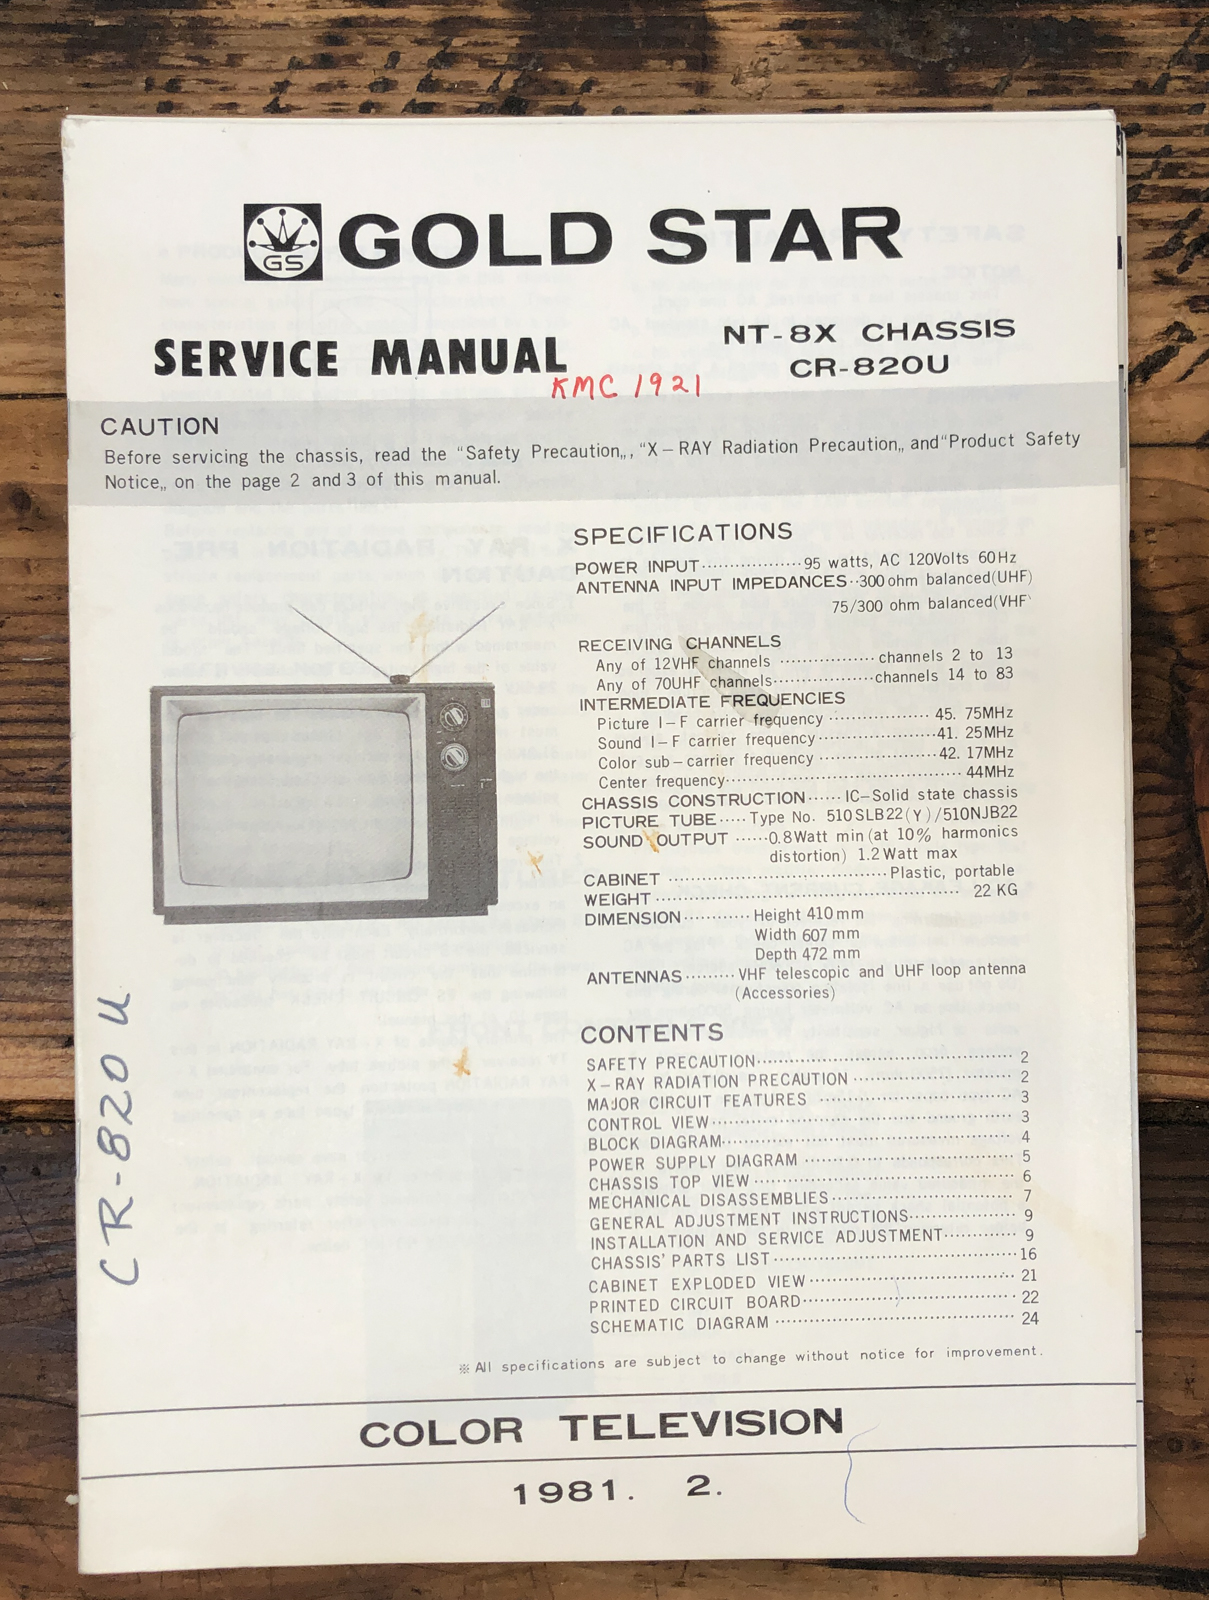 GS
GOLD STAR
SERVICE MANUAL
NT-8X CHASSIS
CR-820U
KMC 1921
CAUTION
Before servicing the chassis, read the "Safety Precaution„, "X－RAY Radiation Precaution„ and "Product Safety
Notice„ on the page 2 and 3 of this manual.
SPECIFICATIONS
POWER INPUT··················95 watts, AC 120Volts 60Hz
ANTENNA INPUT IMPEDANCES··300 ohm balanced(UHF)
75/300 ohm balanced(VHF
RECEIVING CHANNELS
Any of 12VHF channels ················channels 2 to 13
Any of 70UHF channels·················channels 14 to 83
INTERMEDIATE FREQUENCIES
Picture I－F carrier frequency ················· 45. 75MHz
Sound I－F carrier frequency····················41. 25MHz
Color sub－carrier frequency ····················42. 17MHz
Center frequency······································· 44MHz
CHASSIS CONSTRUCTION······ IC－Solid state chassis
PICTURE TUBE·····Type No. 510SLB22(Y)/510NJB22
SOUND OUTPUT ······0.8Watt min(at 10% harmonics
distortion) 1.2Watt max
CABINET ·····································Plastic, portable
WEIGHT ················································ 22 KG
DIMENSION············ Height 410mm
Width 607 mm
Depth 472 mm
ANTENNAS·········VHF telescopic and UHF loop antenna
(Accessories)
CONTENTS
SAFETY PRECAUTION············································ 2
X－RAY RADIATION PRECAUTION ··························· 2
MAJOR CIRCUIT FEATURES ·································· 3
CONTROL VIEW··················································· 3
BLOCK DIAGRAM················································· 4
POWER SUPPLY DIAGRAM ···································· 5
CHASSIS TOP VIEW ············································· 6
MECHANICAL DISASSEMBLIES································ 7
GENERAL ADJUSTMENT INSTRUCTIONS·················· 9
INSTALLATION AND SERVICE ADJUSTMENT············ 9
CHASSIS' PARTS LIST·········································16
CABINET EXPLODED VIEW ··································· 21
PRINTED CIRCUIT BOARD···································· 22
SCHEMATIC DIAGRAM ········································ 24
※ All specifications are subject to change without notice for improvement.
CR-820 U
COLOR TELEVISION
1981. 2.